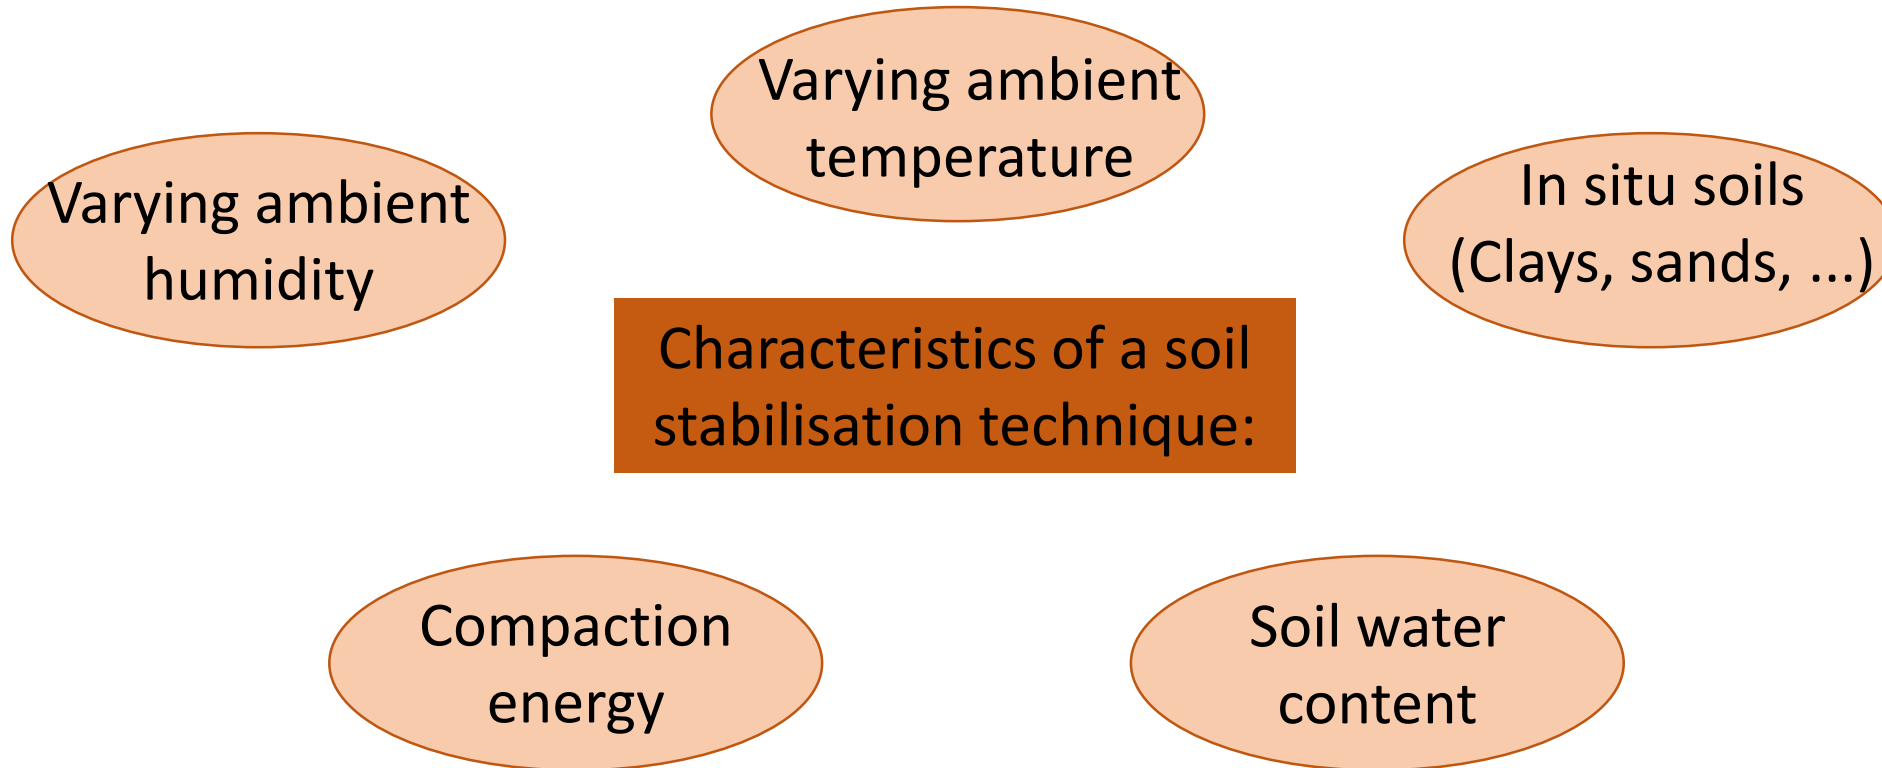 Varying ambient
temperature
Varying ambient
humidity
In situ soils
(Clays, sands, ...)
Characteristics of a soil
stabilisation technique:
Compaction
energy
Soil water
content